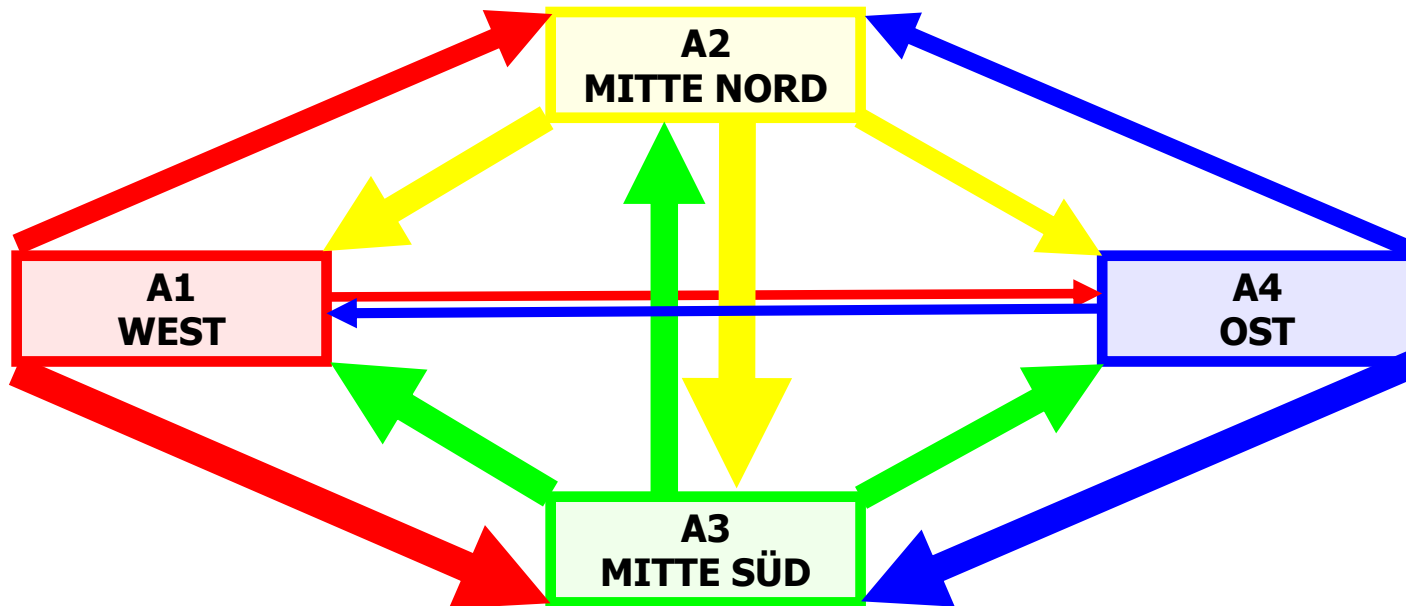 A2
MITTE NORD
A1
WEST
A4
OST
A3
MITTE SÜD